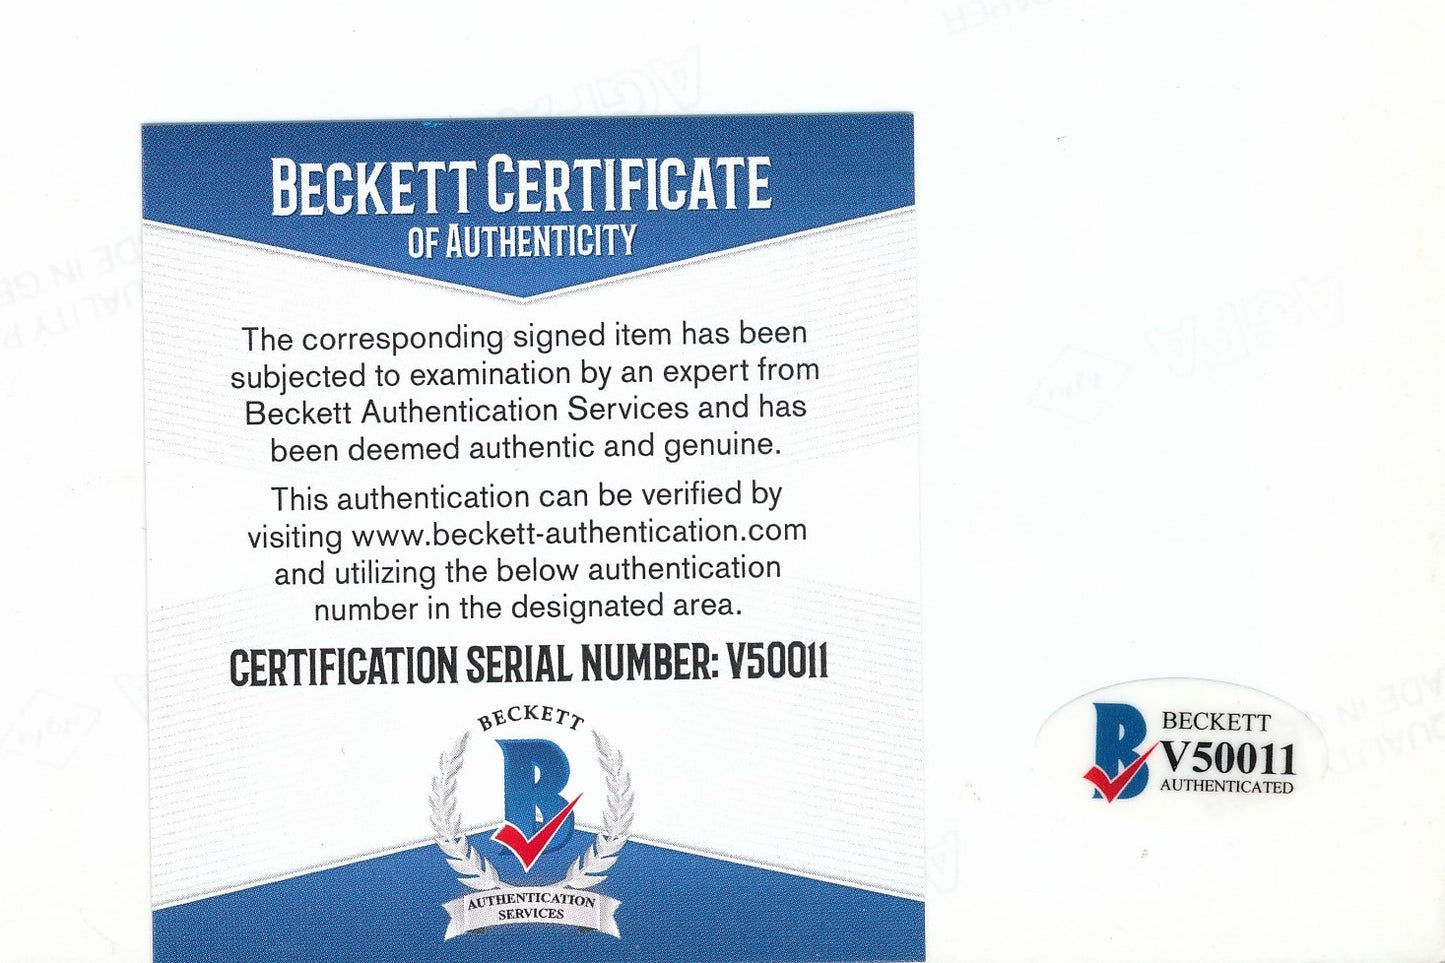 PAPER
AGFA
BECKETT CERTIFICATE
OF AUTHENTICITY
The corresponding signed item has been
subjected to examination by an expert from
Beckett Authentication Services and has
been deemed authentic and genuine.
This authentication can be verified by
visiting www.beckett-authentication.com
and utilizing the below authentication
number in the designated area.
CERTIFICATION SERIAL NUMBER: V50011
BECKETT
B
AUTHENTICATION
SERVICES
AGFA
B
BECKETT
V50011
AUTHENTICATED